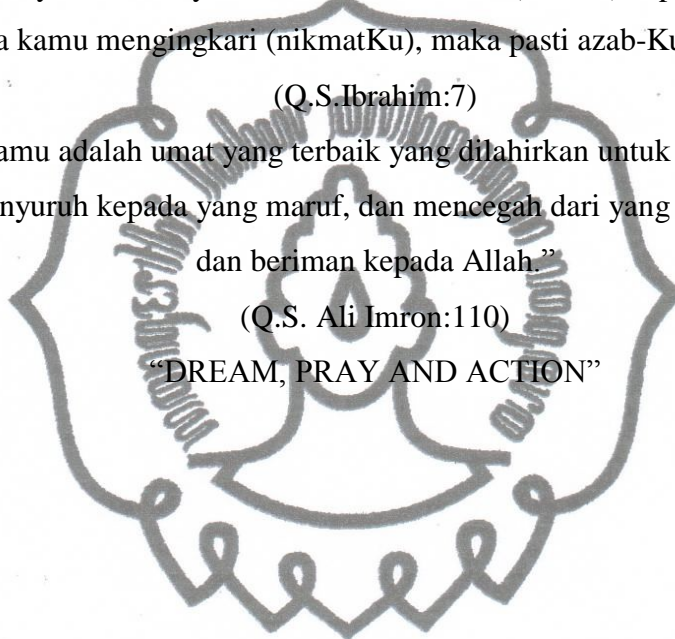 a kamu mengingkari (nikmatKu), maka pasti azab-Ku
(Q.S.Ibrahim:7)
amu adalah umat yang terbaik yang dilahirkan untuk
nyuruh kepada yang maruf, dan mencegah dari yang
dan beriman kepada Allah.”
(Q.S. Ali Imron:110)
“DREAM, PRAY AND ACTION”